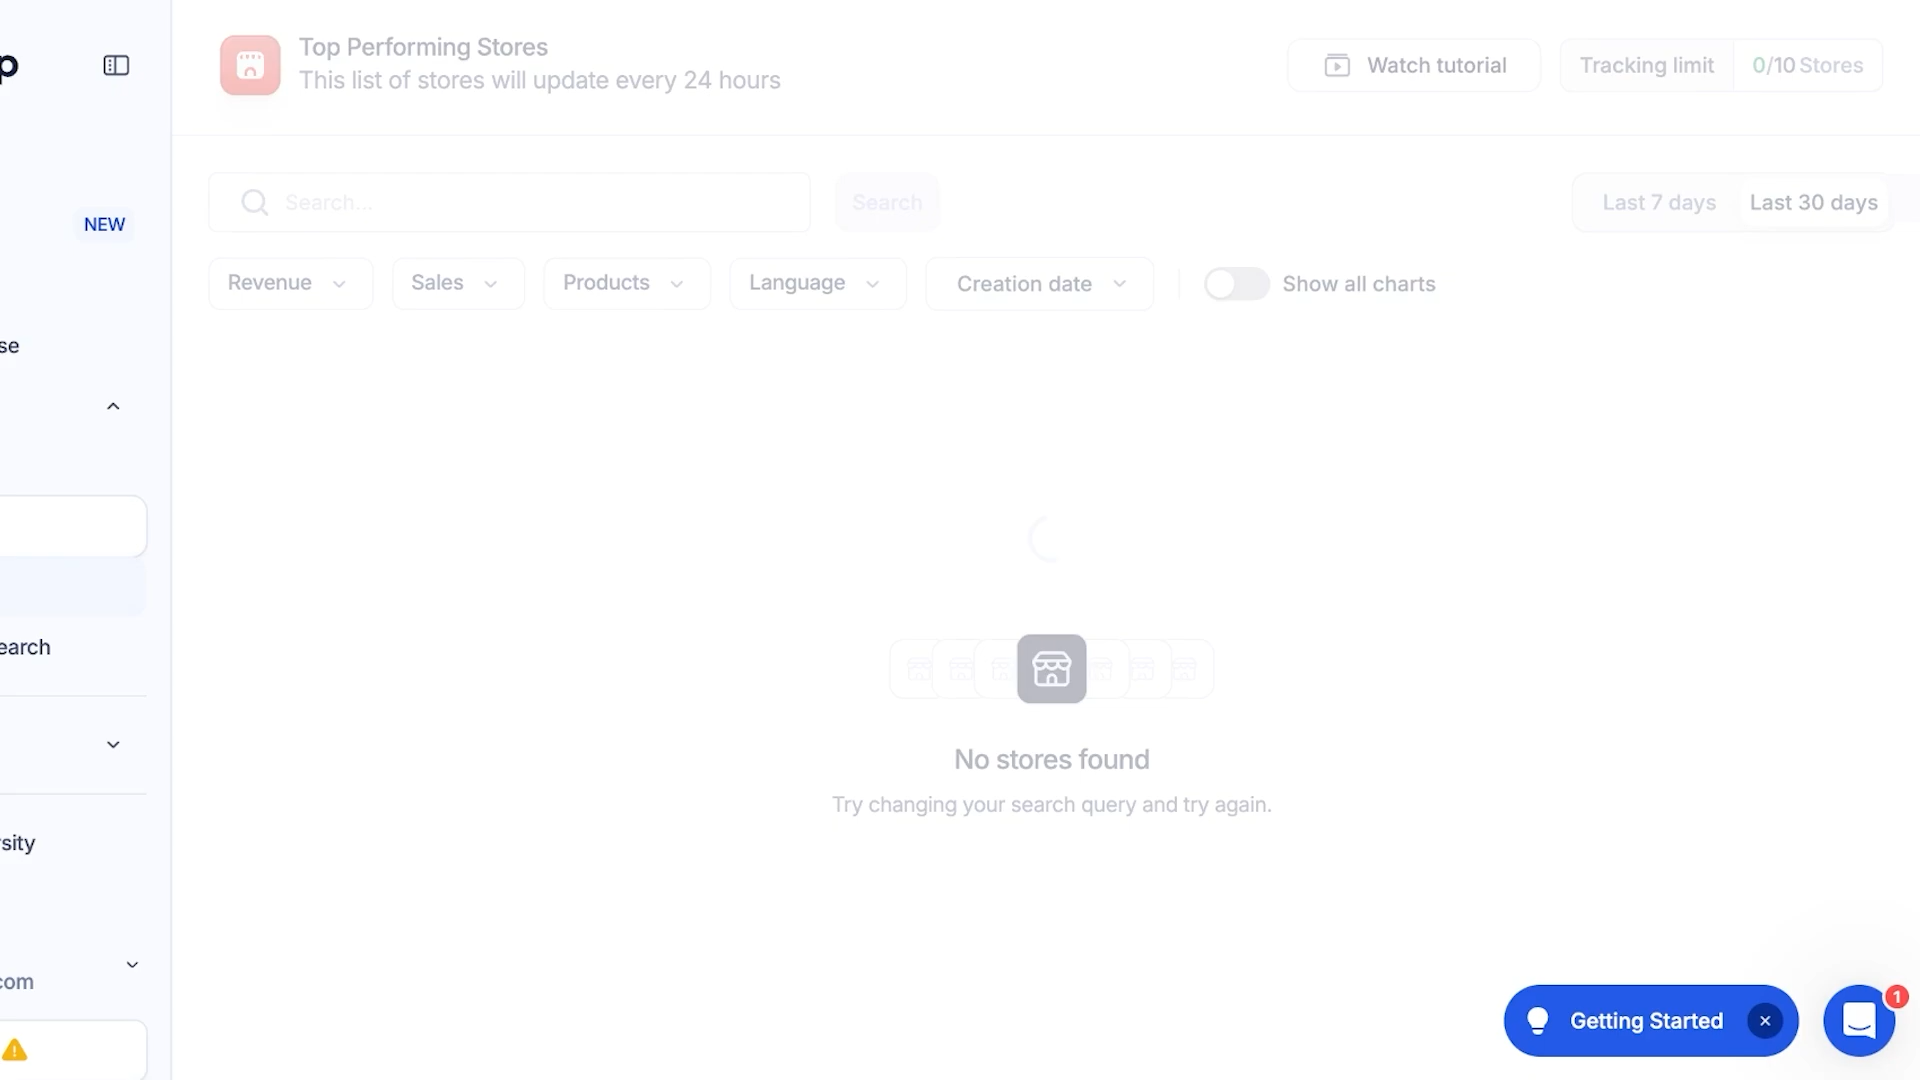 p
NEW
se
earch
rsity
com
Top Performing Stores
This list of stores will update every 24 hours
Watch tutorial
Tracking limit
0/10 Stores
Search...
Search
Last 7 days
Last 30 days
Revenue
Sales
Products
Language
Creation date
Show all charts
No stores found
Try changing your search query and try again.
Getting Started
1